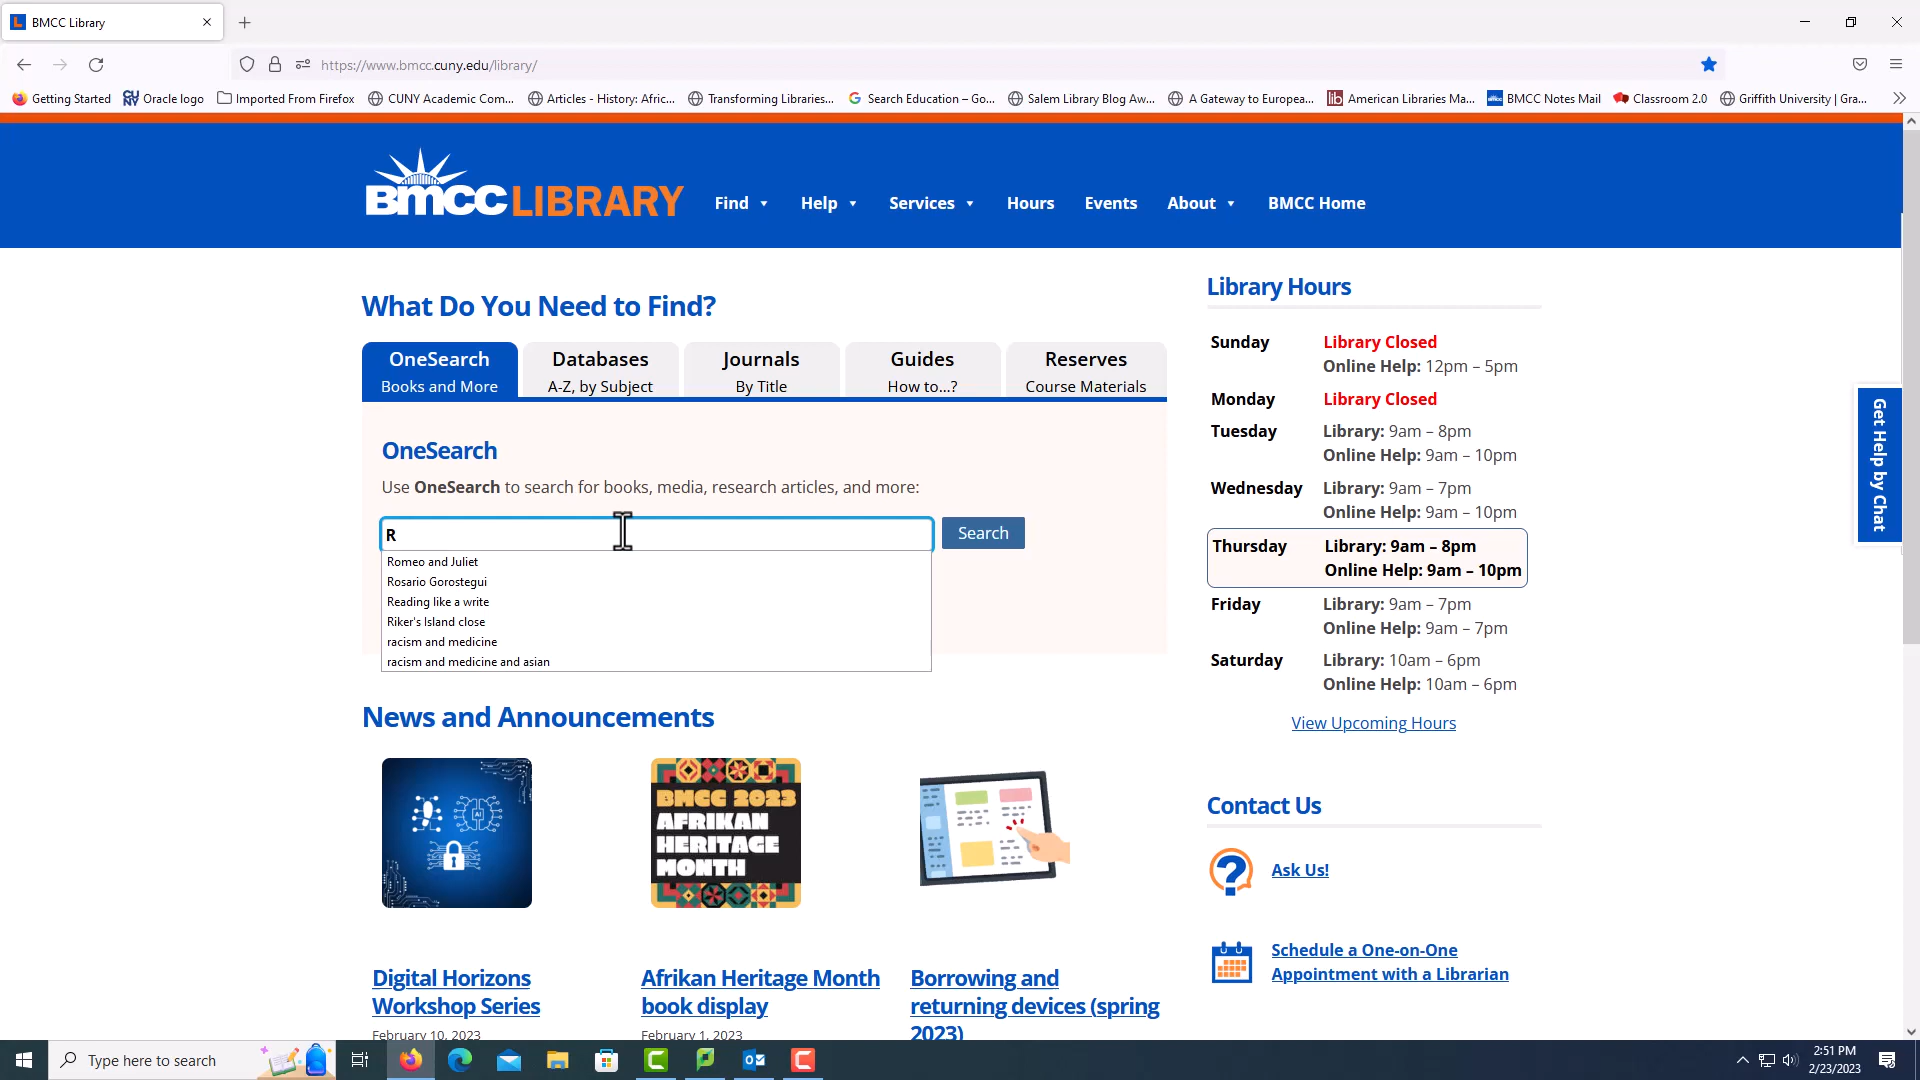 BMCC Library
https://www.bmcc.cuny.edu/library/
Getting Started
Oracle logo
Imported From Firefox
CUNY Academic Com...
Articles - History: Afric...
Transforming Libraries...
Search Education – Go...
Salem Library Blog Aw...
A Gateway to Europea...
American Libraries Ma...
BMCC Notes Mail
Classroom 2.0
Griffith University | Gra...
BMCC LIBRARY
Find
Help
Services
Hours
Events
About
BMCC Home
What Do You Need to Find?
OneSearch
Books and More
Databases
A-Z, by Subject
Journals
By Title
Guides
How to...?
Reserves
Course Materials
OneSearch
Use OneSearch to search for books, media, research articles, and more:
R
Search
Romeo and Juliet
Rosario Gorostegui
Reading like a write
Riker's Island close
racism and medicine
racism and medicine and asian
News and Announcements
BMCC 2023
AFRIKAN
HERITAGE
MONTH
Digital Horizons
Workshop Series
February 10, 2023
Afrikan Heritage Month
book display
February 1, 2023
Borrowing and
returning devices (spring
2023)
Library Hours
Sunday Library Closed
Online Help: 12pm – 5pm
Monday Library Closed
Tuesday Library: 9am – 8pm
Online Help: 9am – 10pm
Wednesday Library: 9am – 7pm
Online Help: 9am – 10pm
Thursday Library: 9am – 8pm
Online Help: 9am – 10pm
Friday Library: 9am – 7pm
Online Help: 9am – 7pm
Saturday Library: 10am – 6pm
Online Help: 10am – 6pm
View Upcoming Hours
Contact Us
Ask Us!
Schedule a One-on-One
Appointment with a Librarian
Get Help by Chat
Type here to search
2:51 PM
2/23/2023